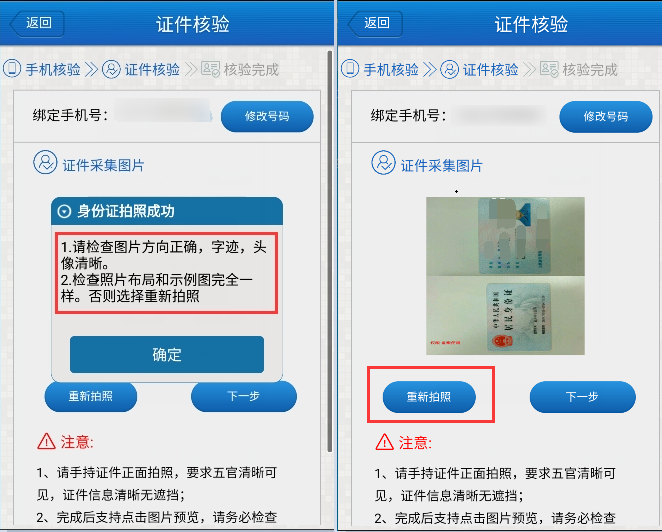 返回
证件核验
手机核验
证件核验
核验完成
绑定手机号：
修改号码
证件采集图片
身份证拍照成功
1.请检查图片方向正确，字迹，头
像清晰。
2.检查照片布局和示例图完全一
样。否则选择重新拍照
确定
重新拍照
下一步
注意:
1、请手持证件正面拍照，要求五官清晰可
见，证件信息清晰无遮挡；
2、完成后支持点击图片预览，请务必检查
返回
证件核验
手机核验
证件核验
核验完成
绑定手机号：
修改号码
证件采集图片
中华人民共和国
居民身份证
重新拍照
下一步
注意:
1、请手持证件正面拍照，要求五官清晰可
见，证件信息清晰无遮挡；
2、完成后支持点击图片预览，请务必检查